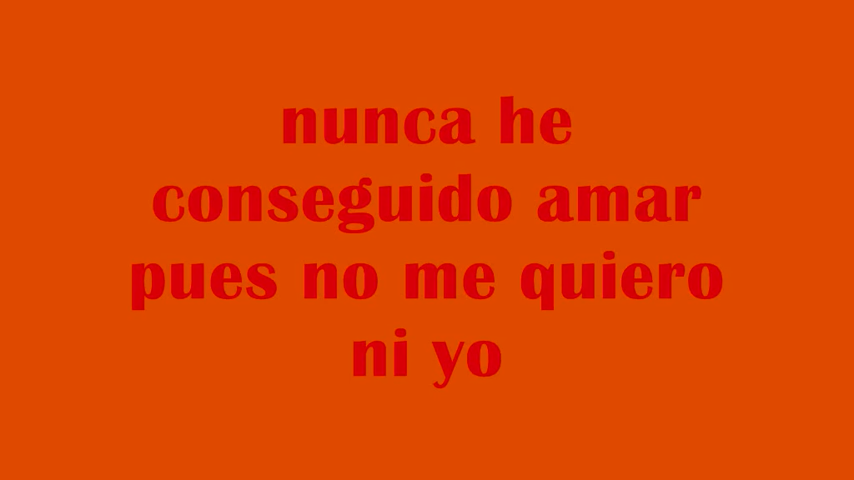 nunca he
conseguido amar
pues no me quiero
ni yo